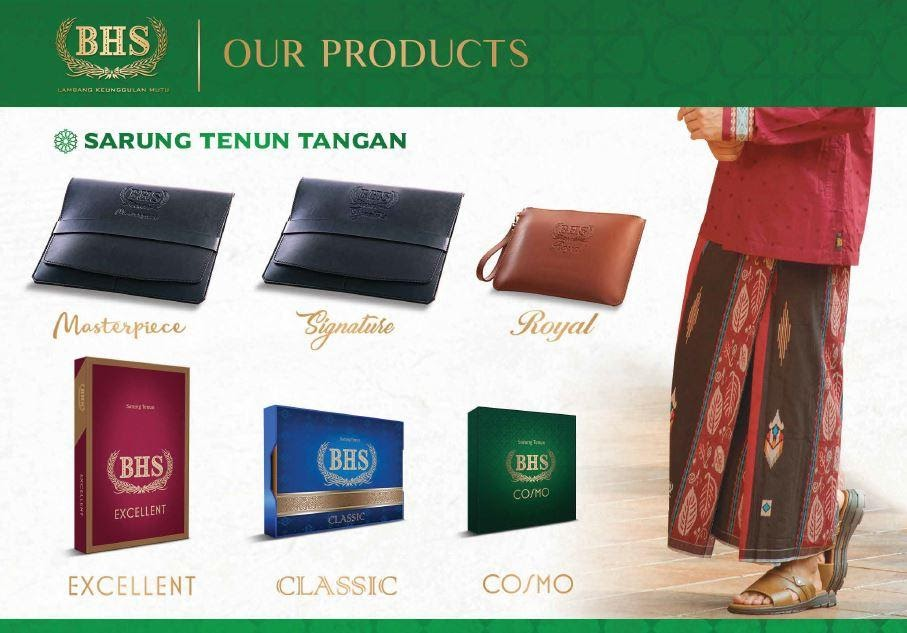 BHS
LAMBANG KEUNGGULAN MUTU
OUR PRODUCTS
SARUNG TENUN TANGAN
BHS
Masterpiece
BHS
Signature
BHS
Royal
Masterpiece
Signature
Royal
Sarung Tenun
BHS
EXCELLENT
EXCELLENT
Sarung Tenun
BHS
CLASSIC
Sarung Tenun
BHS
COSMO
EXCELLENT
CLASSIC
COSMO